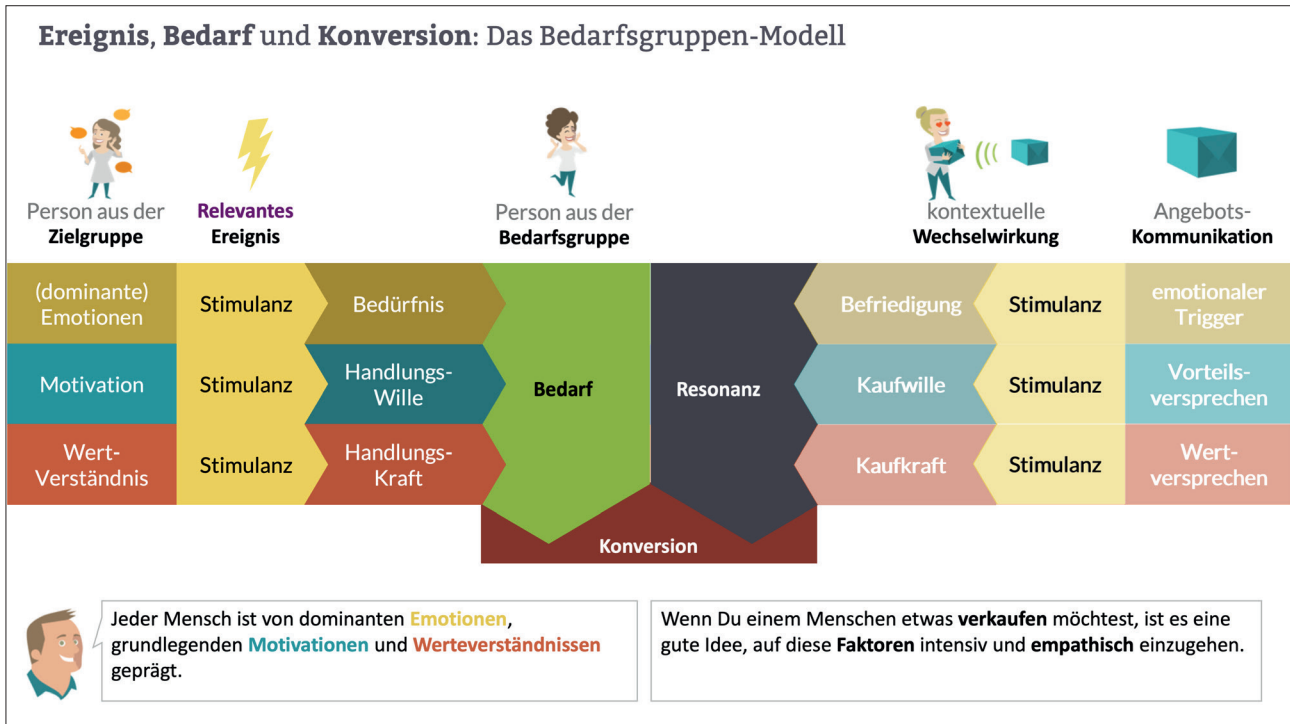 Ereignis, Bedarf und Konversion: Das Bedarfsgruppen-Modell
Person aus der
Zielgruppe
Relevantes
Ereignis
Person aus der
Bedarfsgruppe
kontextuelle
Wechselwirkung
Angebots-
Kommunikation
(dominante)
Emotionen
Stimulanz
Bedürfnis
Befriedigung
Stimulanz
emotionaler
Trigger
Motivation
Stimulanz
Handlungs-
Wille
Bedarf
Resonanz
Kaufwille
Stimulanz
Vorteils-
versprechen
Wert-
Verständnis
Stimulanz
Handlungs-
Kraft
Kaufkraft
Stimulanz
Wert-
versprechen
Konversion
Jeder Mensch ist von dominanten Emotionen,
grundlegenden Motivationen und Werteverständnissen
geprägt.
Wenn Du einem Menschen etwas verkaufen möchtest, ist es eine
gute Idee, auf diese Faktoren intensiv und empathisch einzugehen.